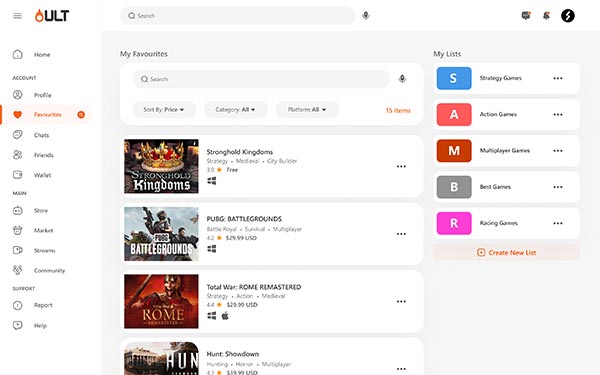 ULT
Search
Home
ACCOUNT
Profile
Favourites
Chats
Friends
Wallet
MAIN
Store
Market
Streams
Community
SUPPORT
Report
Help
My Favourites
Search
Sort By: Price
Category: All
Platform: All
15 items
STRONGHOLD
KINGDOMS
Stronghold Kingdoms
Strategy • Medieval • City Builder
3.9 Free
PUBG
BATTLEGROUNDS
PUBG: BATTLEGROUNDS
Battle Royal • Survival • Multiplayer
4.2 $29.99 USD
ROME
REMASTERED
Total War: ROME REMASTERED
Strategy • Action • Medieval
4.4 $29.99 USD
HUN
Hunt: Showdown
Hunting • Horror • Multiplayer
4.3 $39.99 USD
My Lists
S Strategy Games
A Action Games
M Multiplayer Games
B Best Games
R Racing Games
Create New List